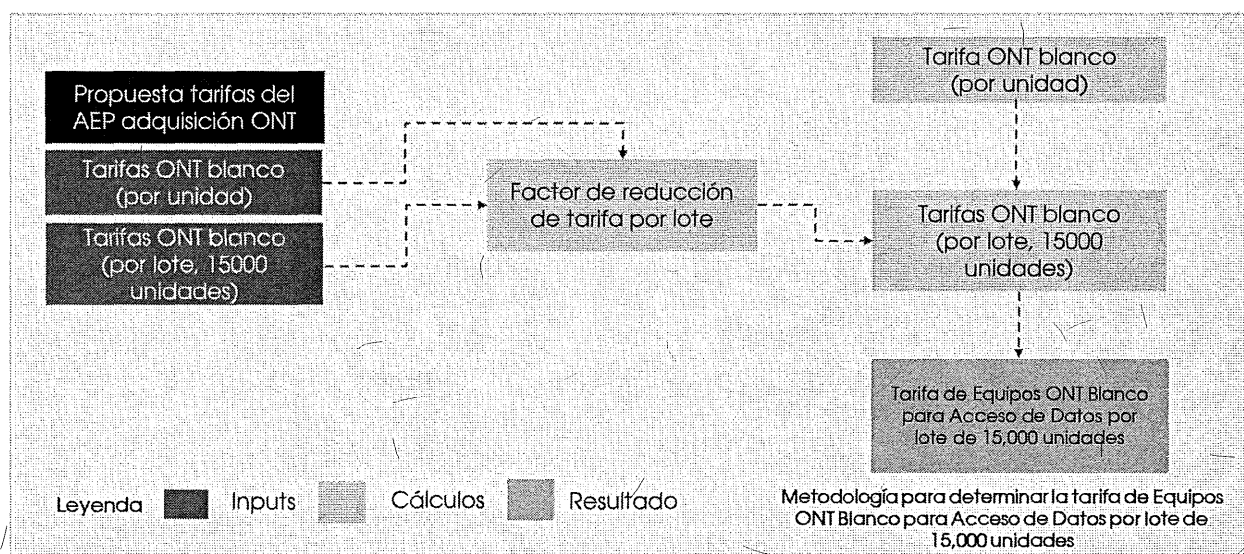 Propuesta tarifas del
AEP adquisición ONT
Tarifas ONT blanco
(por unidad)
Tarifas ONT blanco
(por lote, 15000
unidades)
Factor de reducción
de tarifa por lote
Tarifa ONT blanco
(por unidad)
Tarifas ONT blanco
(por lote, 15000
unidades)
Tarifa de Equipos ONT Blanco
para Acceso de Datos por
lote de 15,000 unidades
Leyenda Inputs Cálculos Resultado
Metodología para determinar la tarifa de Equipos
ONT Blanco para Acceso de Datos por lote de
15,000 unidades